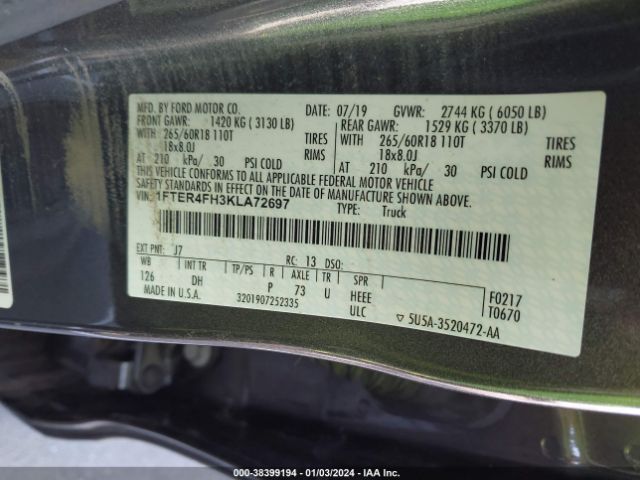 MFD. BY FORD MOTOR CO.
DATE: 07/19 GVWR: 2744 KG ( 6050 LB)
FRONT GAWR: 1420 KG ( 3130 LB)
REAR GAWR: 1529 KG ( 3370 LB)
WITH 265/60R18 110T TIRES
WITH 265/60R18 110T TIRES
18x8.0J RIMS
18x8.0J RIMS
AT 210 kPa/ 30 PSI COLD
AT 210 kPa/ 30 PSI COLD
THIS VEHICLE CONFORMS TO ALL APPLICABLE FEDERAL MOTOR VEHICLE
SAFETY STANDARDS IN EFFECT ON THE DATE OF MANUFACTURE SHOWN ABOVE.
VIN: 1FTER4FH3KLA72697
TYPE: Truck
EXT PNT: J7 RC: 13 DSO:
WB INT TR TP/PS R AXLE TR SPR
126 DH P 73 U HEEE F0217
MADE IN U.S.A. 3201907252335 ULC T0670
▽ 5U5A-3520472-AA
000-38399194 - 01/03/2024 - IAA Inc.